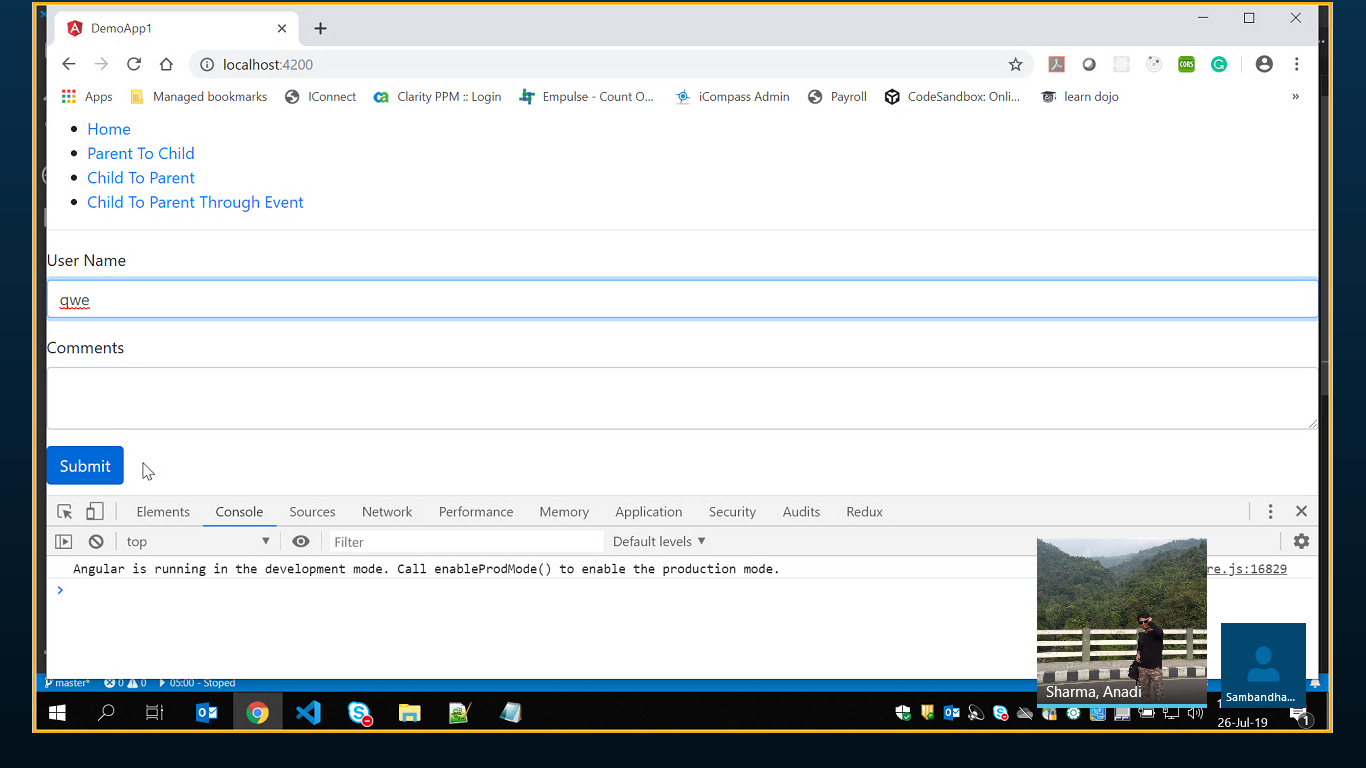 DemoApp1
localhost:4200
Apps Managed bookmarks IConnect Clarity PPM :: Login Empulse - Count O... iCompass Admin Payroll CodeSandbox: Onli... learn dojo »
CORS
Home
Parent To Child
Child To Parent
Child To Parent Through Event
User Name
qwe
Comments
Submit
Elements Console Sources Network Performance Memory Application Security Audits Redux
top Filter Default levels
Angular is running in the development mode. Call enableProdMode() to enable the production mode. re.js:16829
Sharma, Anadi
Sambandha...
master* 0 0 05:00 - Stoped
26-Jul-19
1